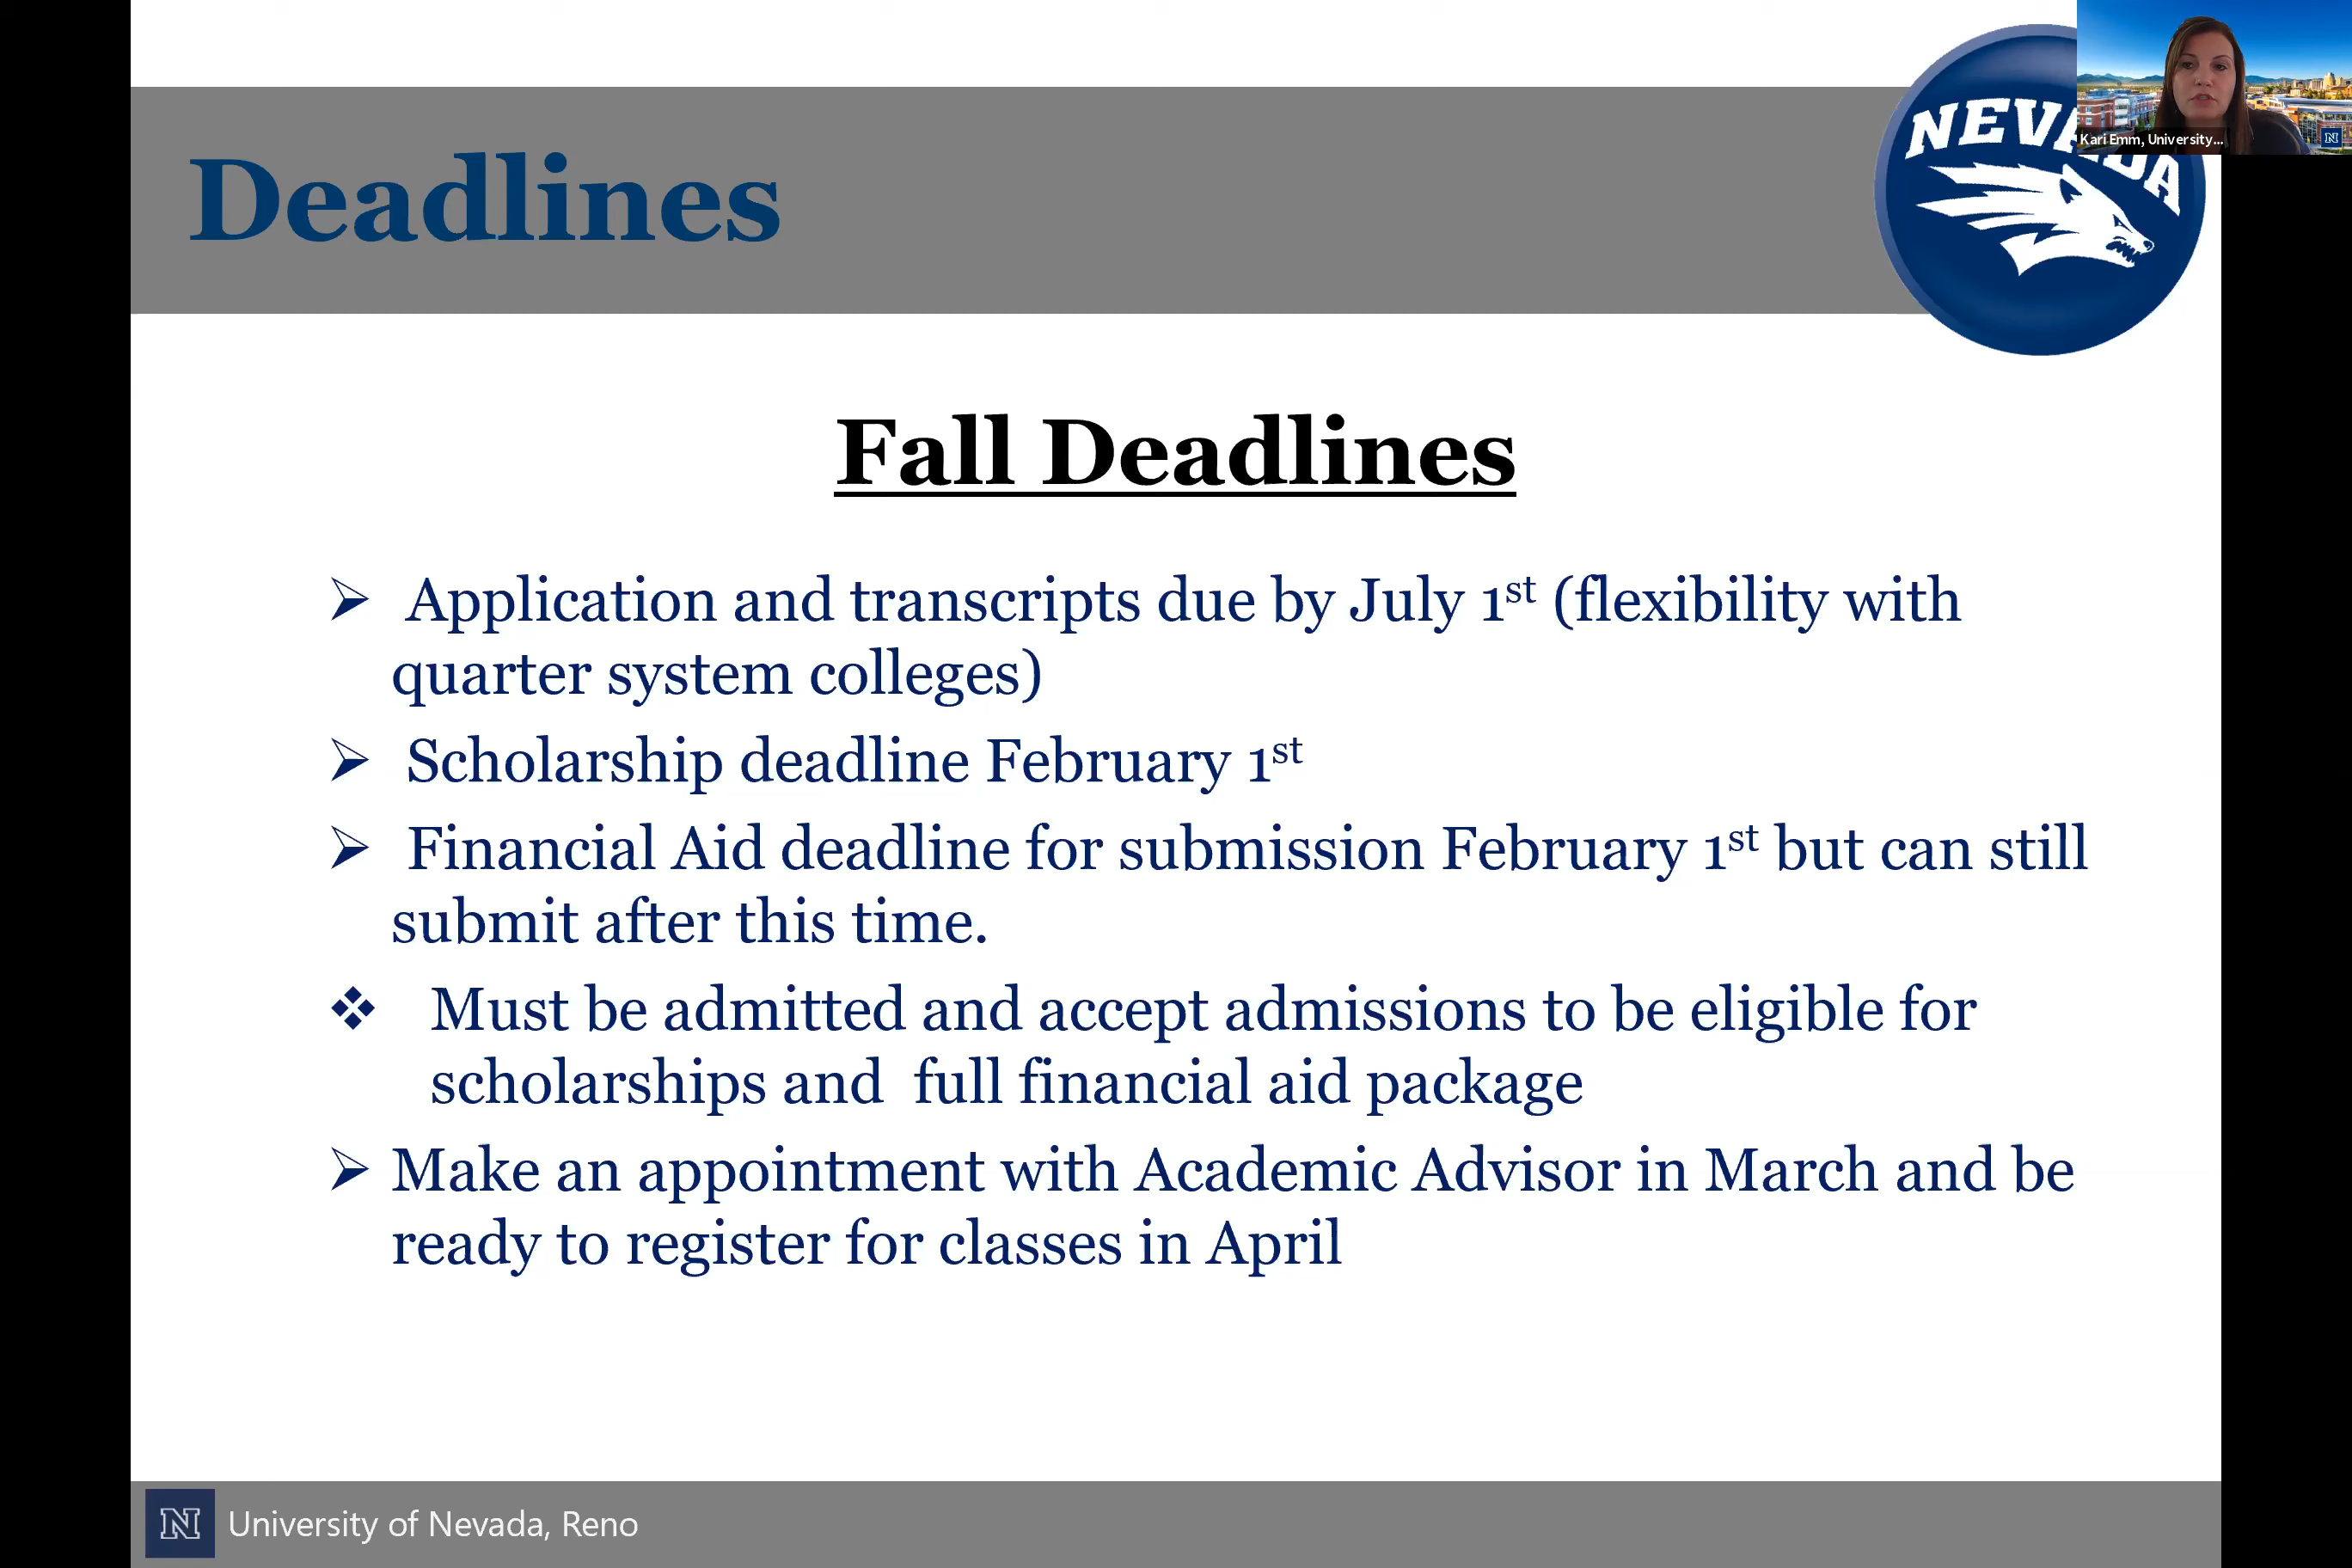 Deadlines
NEVADA
Kari Emm, University...
N
Fall Deadlines
➢ Application and transcripts due by July 1st (flexibility with
quarter system colleges)
➢ Scholarship deadline February 1st
➢ Financial Aid deadline for submission February 1st but can still
submit after this time.
❖ Must be admitted and accept admissions to be eligible for
scholarships and  full financial aid package
➢ Make an appointment with Academic Advisor in March and be
ready to register for classes in April
N University of Nevada, Reno